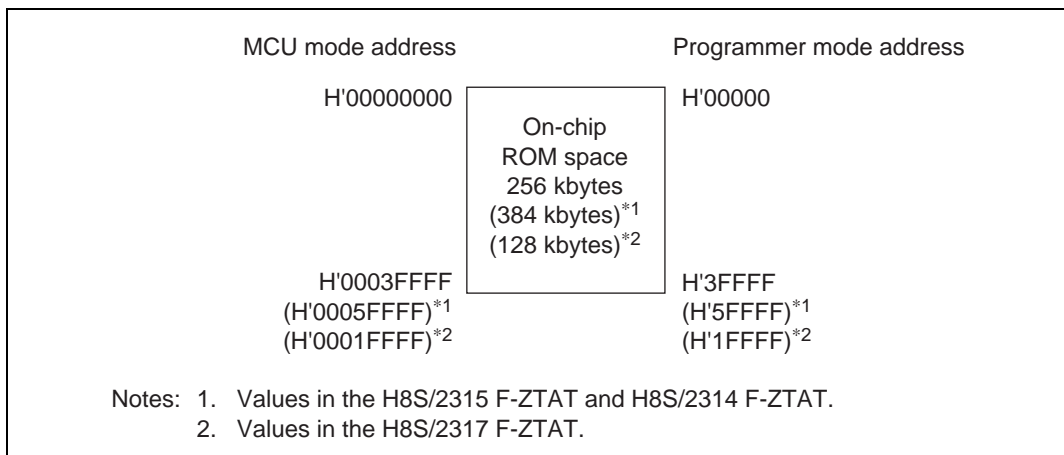 MCU mode address Programmer mode address
H'00000000 H'00000
On-chip
ROM space
256 kbytes
(384 kbytes)*1
(128 kbytes)*2
H'0003FFFF H'3FFFF
(H'0005FFFF)*1 (H'5FFFF)*1
(H'0001FFFF)*2 (H'1FFFF)*2
Notes: 1. Values in the H8S/2315 F-ZTAT and H8S/2314 F-ZTAT.
2. Values in the H8S/2317 F-ZTAT.